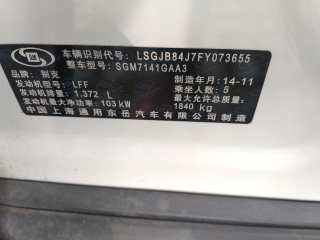 车辆识别代号: LSGJB84J7FY073655
整车型号: SGM7141GAA3
品牌: 别克 制造年月:14-11
发动机型号: LFF 乘坐人数: 5
发动机排量: 1.372 L 最大允许总质量:
发动机最大净功率: 103 kW 1840 kg
中国上海通用东岳汽车有限公司